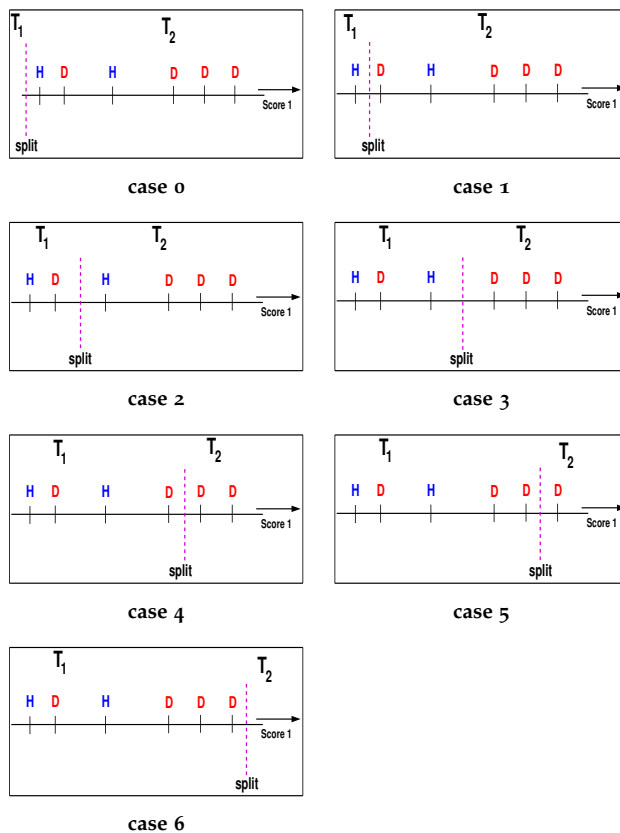 T1 T2
H D H D D D
Score 1
split
case 0
T1 T2
H D H D D D
Score 1
split
case 1
T1 T2
H D H D D D
Score 1
split
case 2
T1 T2
H D H D D D
Score 1
split
case 3
T1 T2
H D H D D D
Score 1
split
case 4
T1 T2
H D H D D D
Score 1
split
case 5
T1 T2
H D H D D D
Score 1
split
case 6